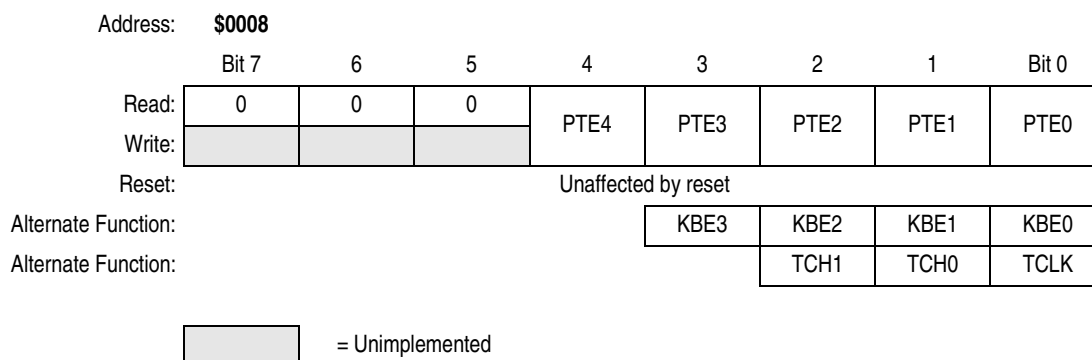 Address: $0008
Bit 7 6 5 4 3 2 1 Bit 0
Read: 0 0 0 PTE4 PTE3 PTE2 PTE1 PTE0
Write:
Reset: Unaffected by reset
Alternate Function: KBE3 KBE2 KBE1 KBE0
Alternate Function: TCH1 TCH0 TCLK
= Unimplemented